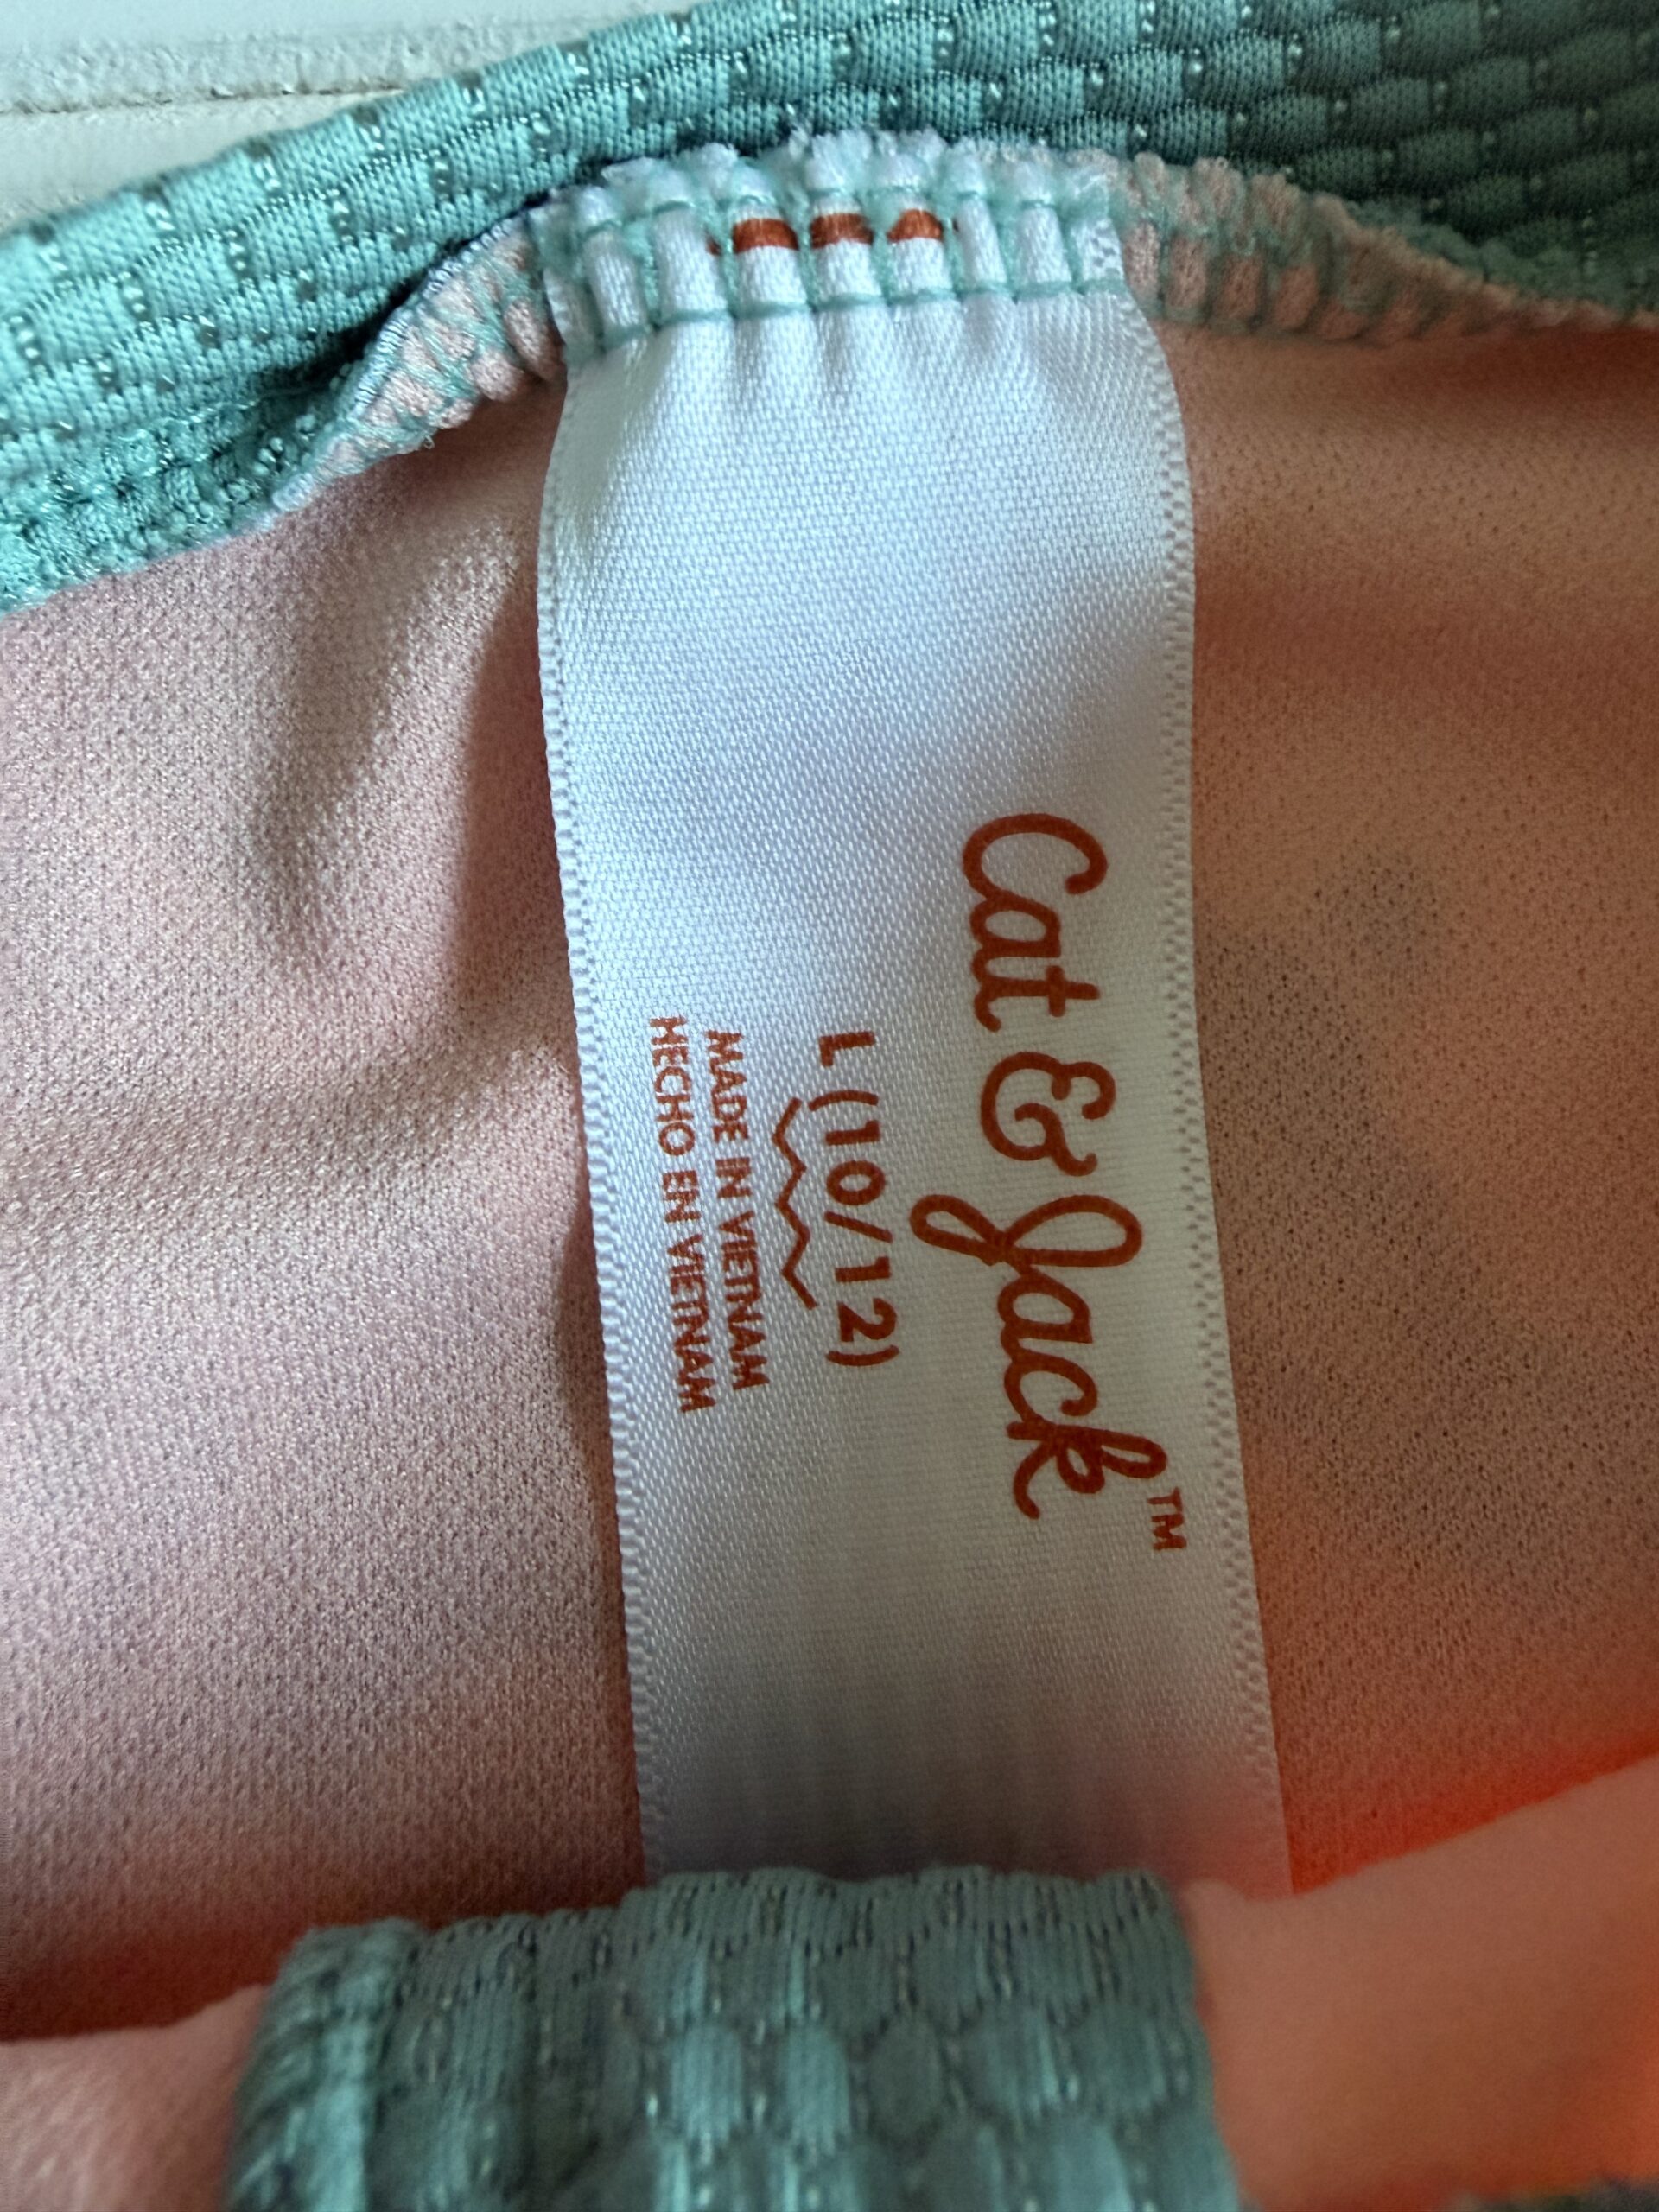 Cat & Jack™
L (10/12)
MADE IN VIETNAM
HECHO EN VIETNAM